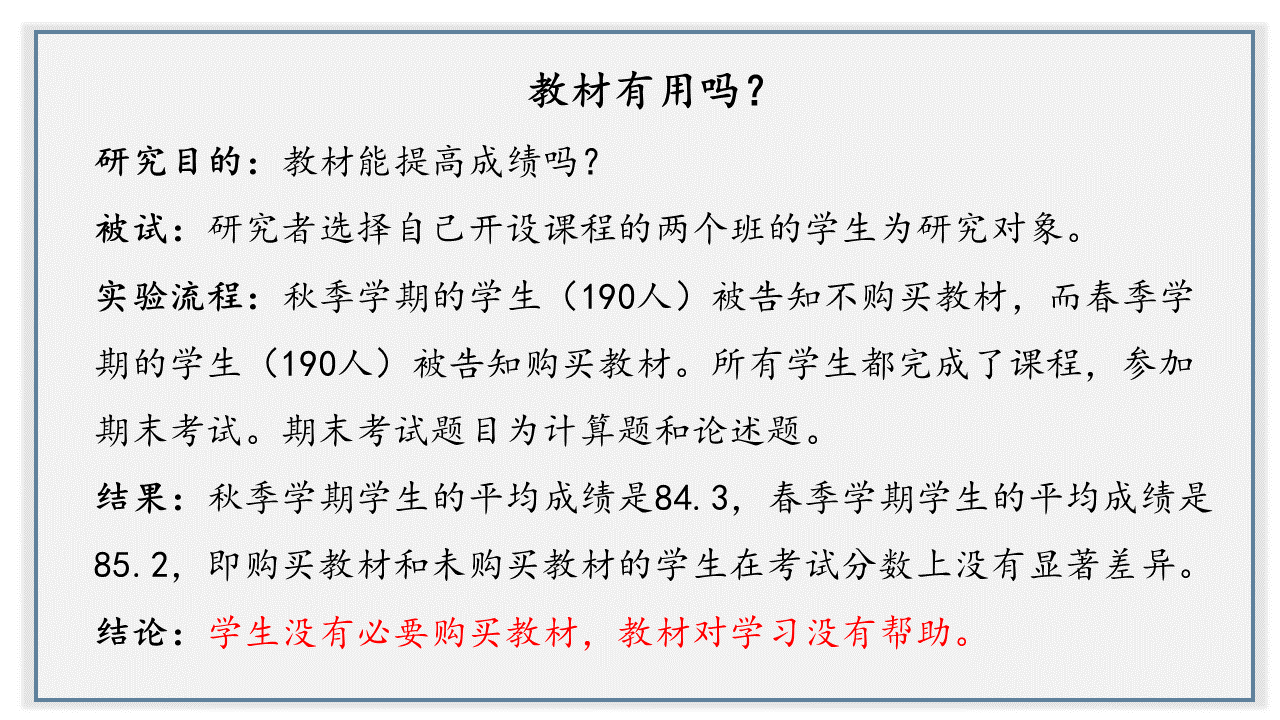 教材有用吗？
研究目的：教材能提高成绩吗？
被试：研究者选择自己开设课程的两个班的学生为研究对象。
实验流程：秋季学期的学生（190人）被告知不购买教材，而春季学
期的学生（190人）被告知购买教材。所有学生都完成了课程，参加
期末考试。期末考试题目为计算题和论述题。
结果：秋季学期学生的平均成绩是84.3，春季学期学生的平均成绩是
85.2，即购买教材和未购买教材的学生在考试分数上没有显著差异。
结论：学生没有必要购买教材，教材对学习没有帮助。